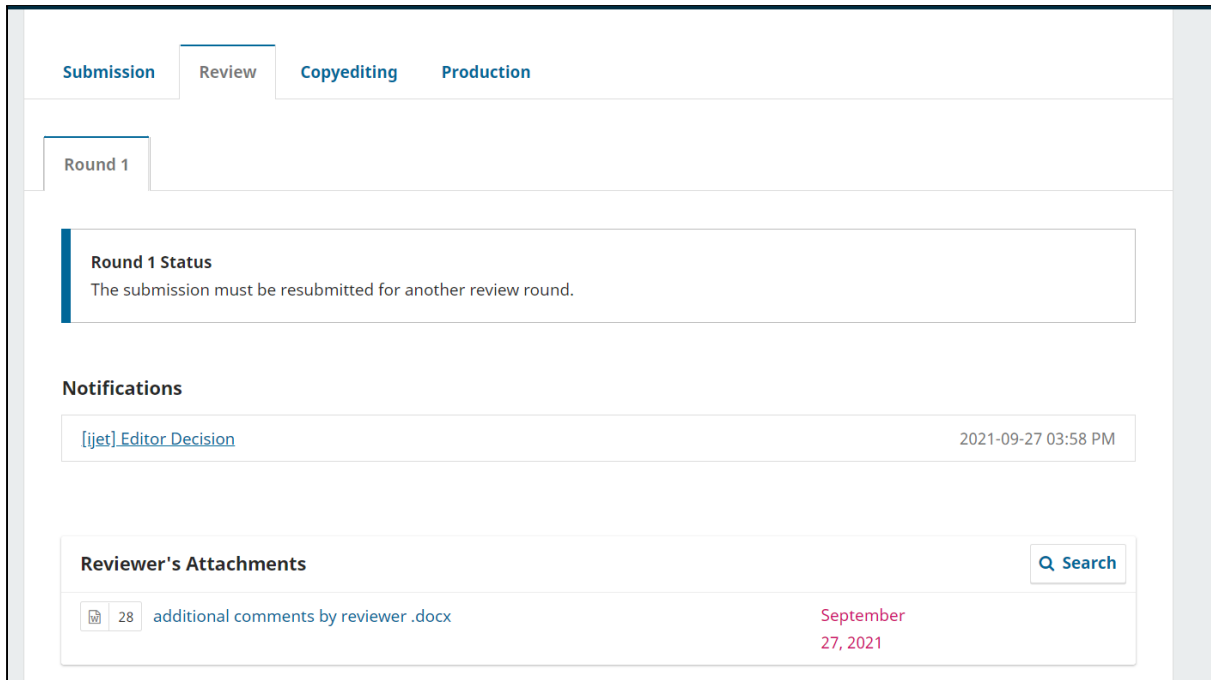 Submission Review Copyediting Production
Round 1
Round 1 Status
The submission must be resubmitted for another review round.
Notifications
[ijet] Editor Decision 2021-09-27 03:58 PM
Reviewer's Attachments Search
28 additional comments by reviewer .docx September
27, 2021